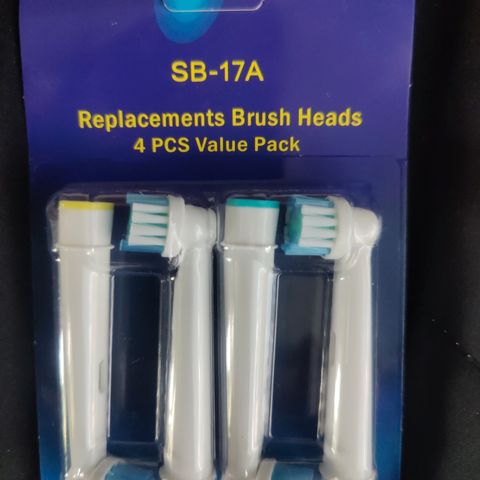 SB-17A
Replacements Brush Heads
4 PCS Value Pack